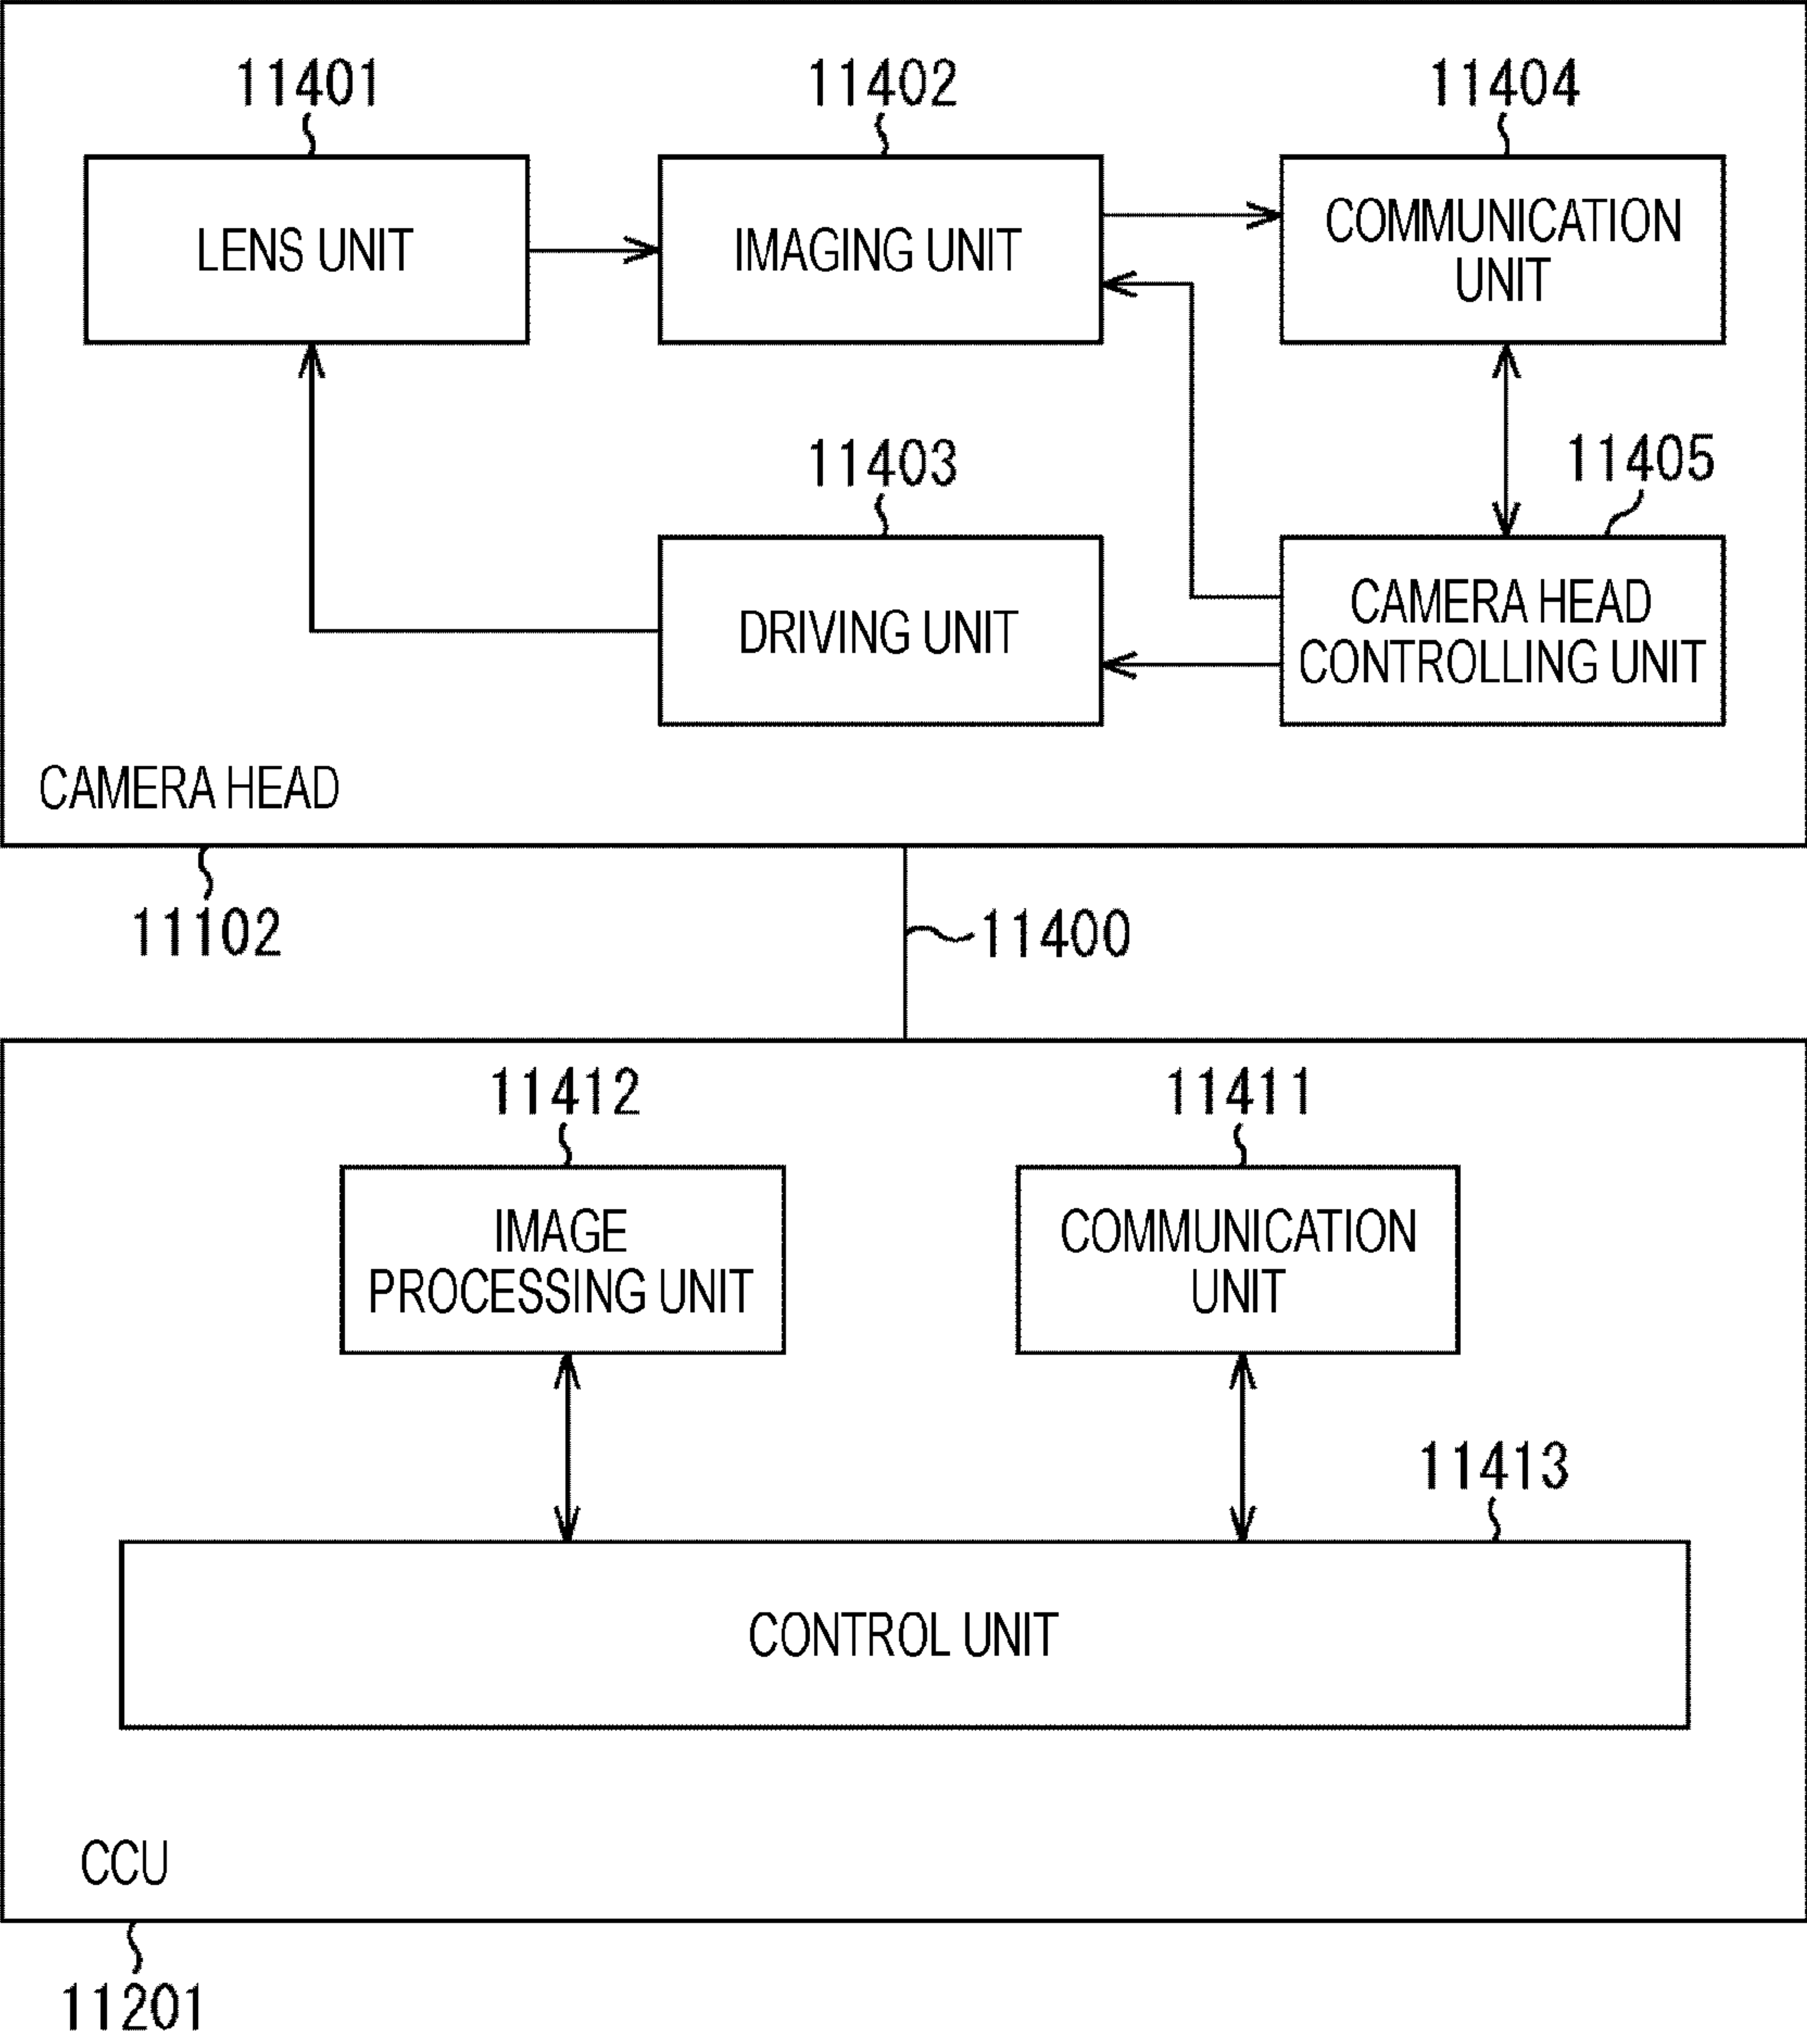 11401
11402
11404
LENS UNIT
IMAGING UNIT
COMMUNICATION
UNIT
11403
11405
DRIVING UNIT
CAMERA HEAD
CONTROLLING UNIT
CAMERA HEAD
11102
11400
11412
11411
IMAGE
PROCESSING UNIT
COMMUNICATION
UNIT
11413
CONTROL UNIT
CCU
11201